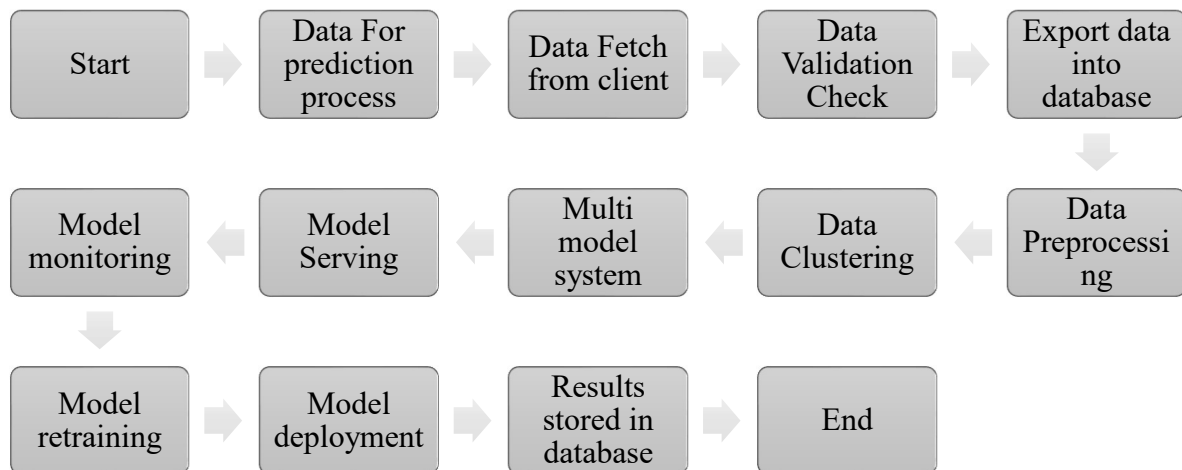 Start
Data For
prediction
process
Data Fetch
from client
Data
Validation
Check
Export data
into
database
Data
Preprocessi
ng
Data
Clustering
Multi
model
system
Model
Serving
Model
monitoring
Model
retraining
Model
deployment
Results
stored in
database
End